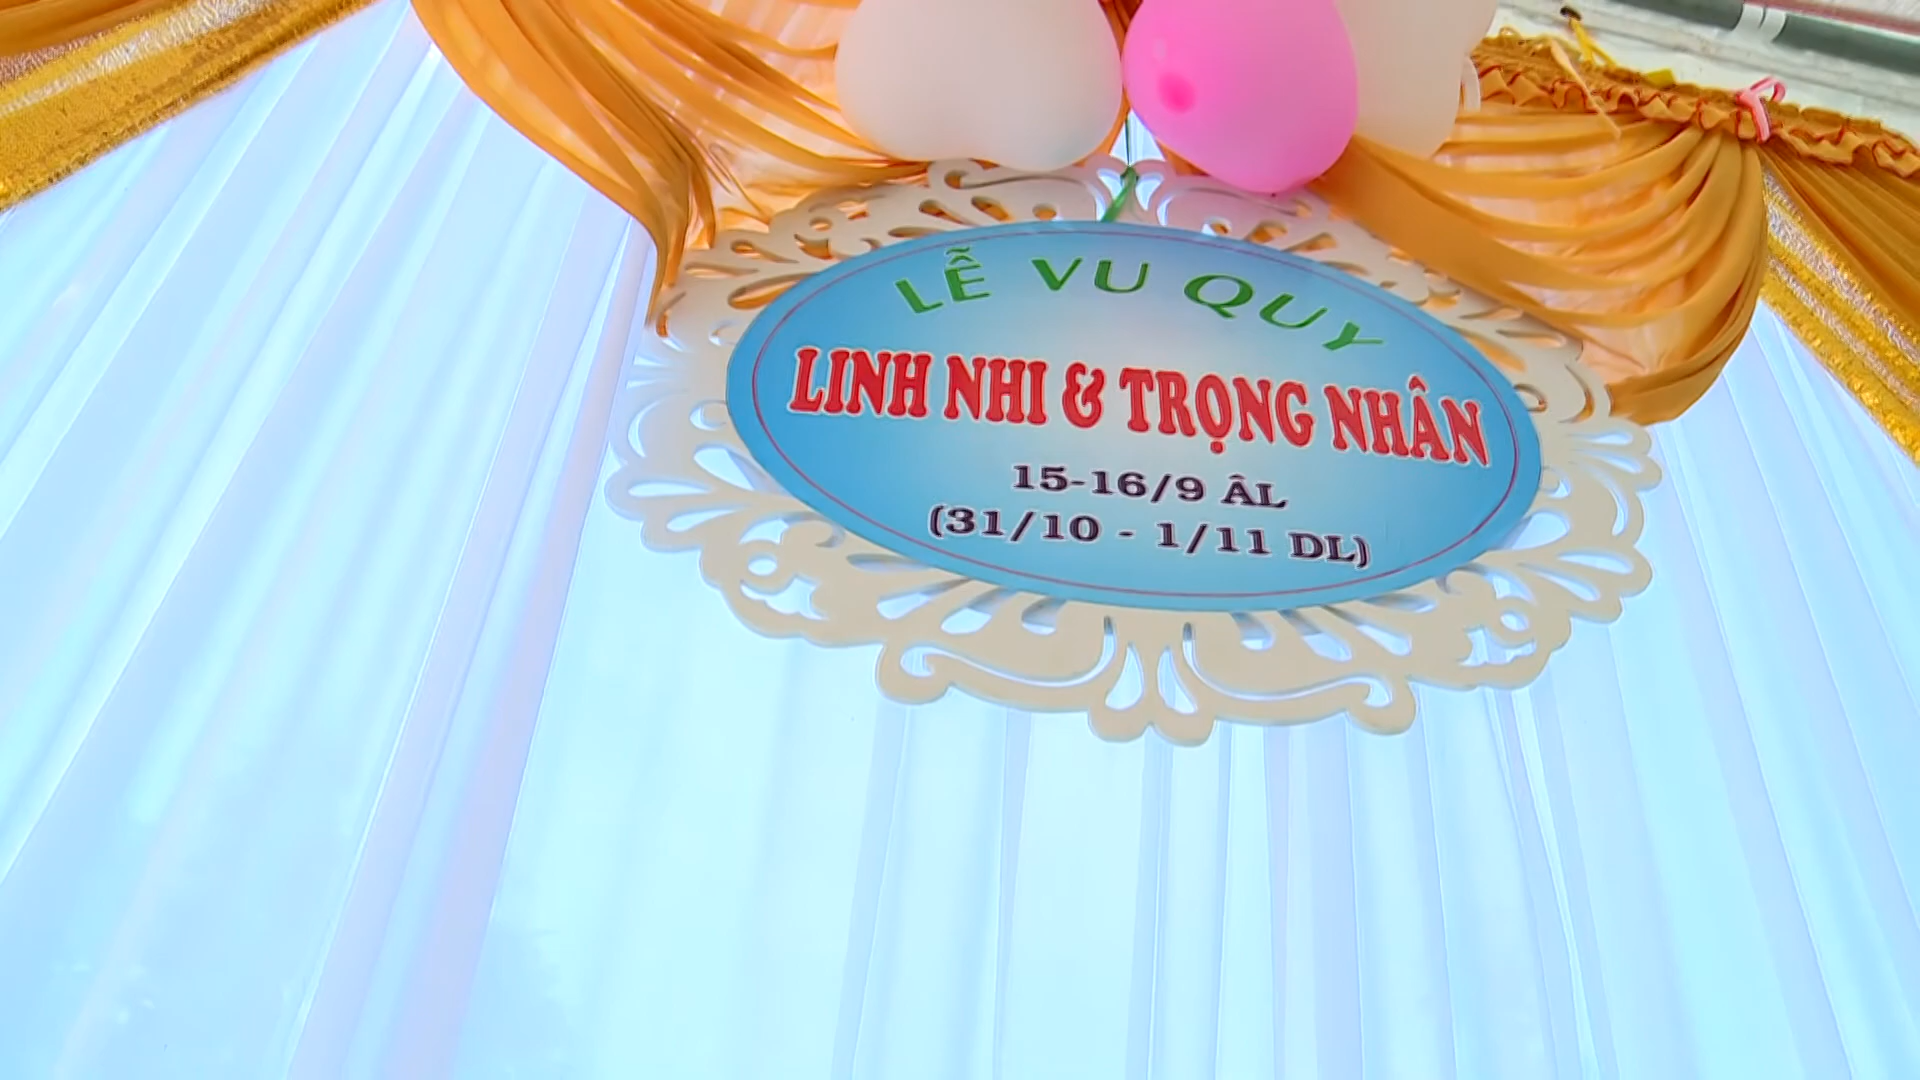 LỄ VU QUY
LINH NHI & TRỌNG NHÂN
15-16/9 ÂL
(31/10 - 1/11 DL)